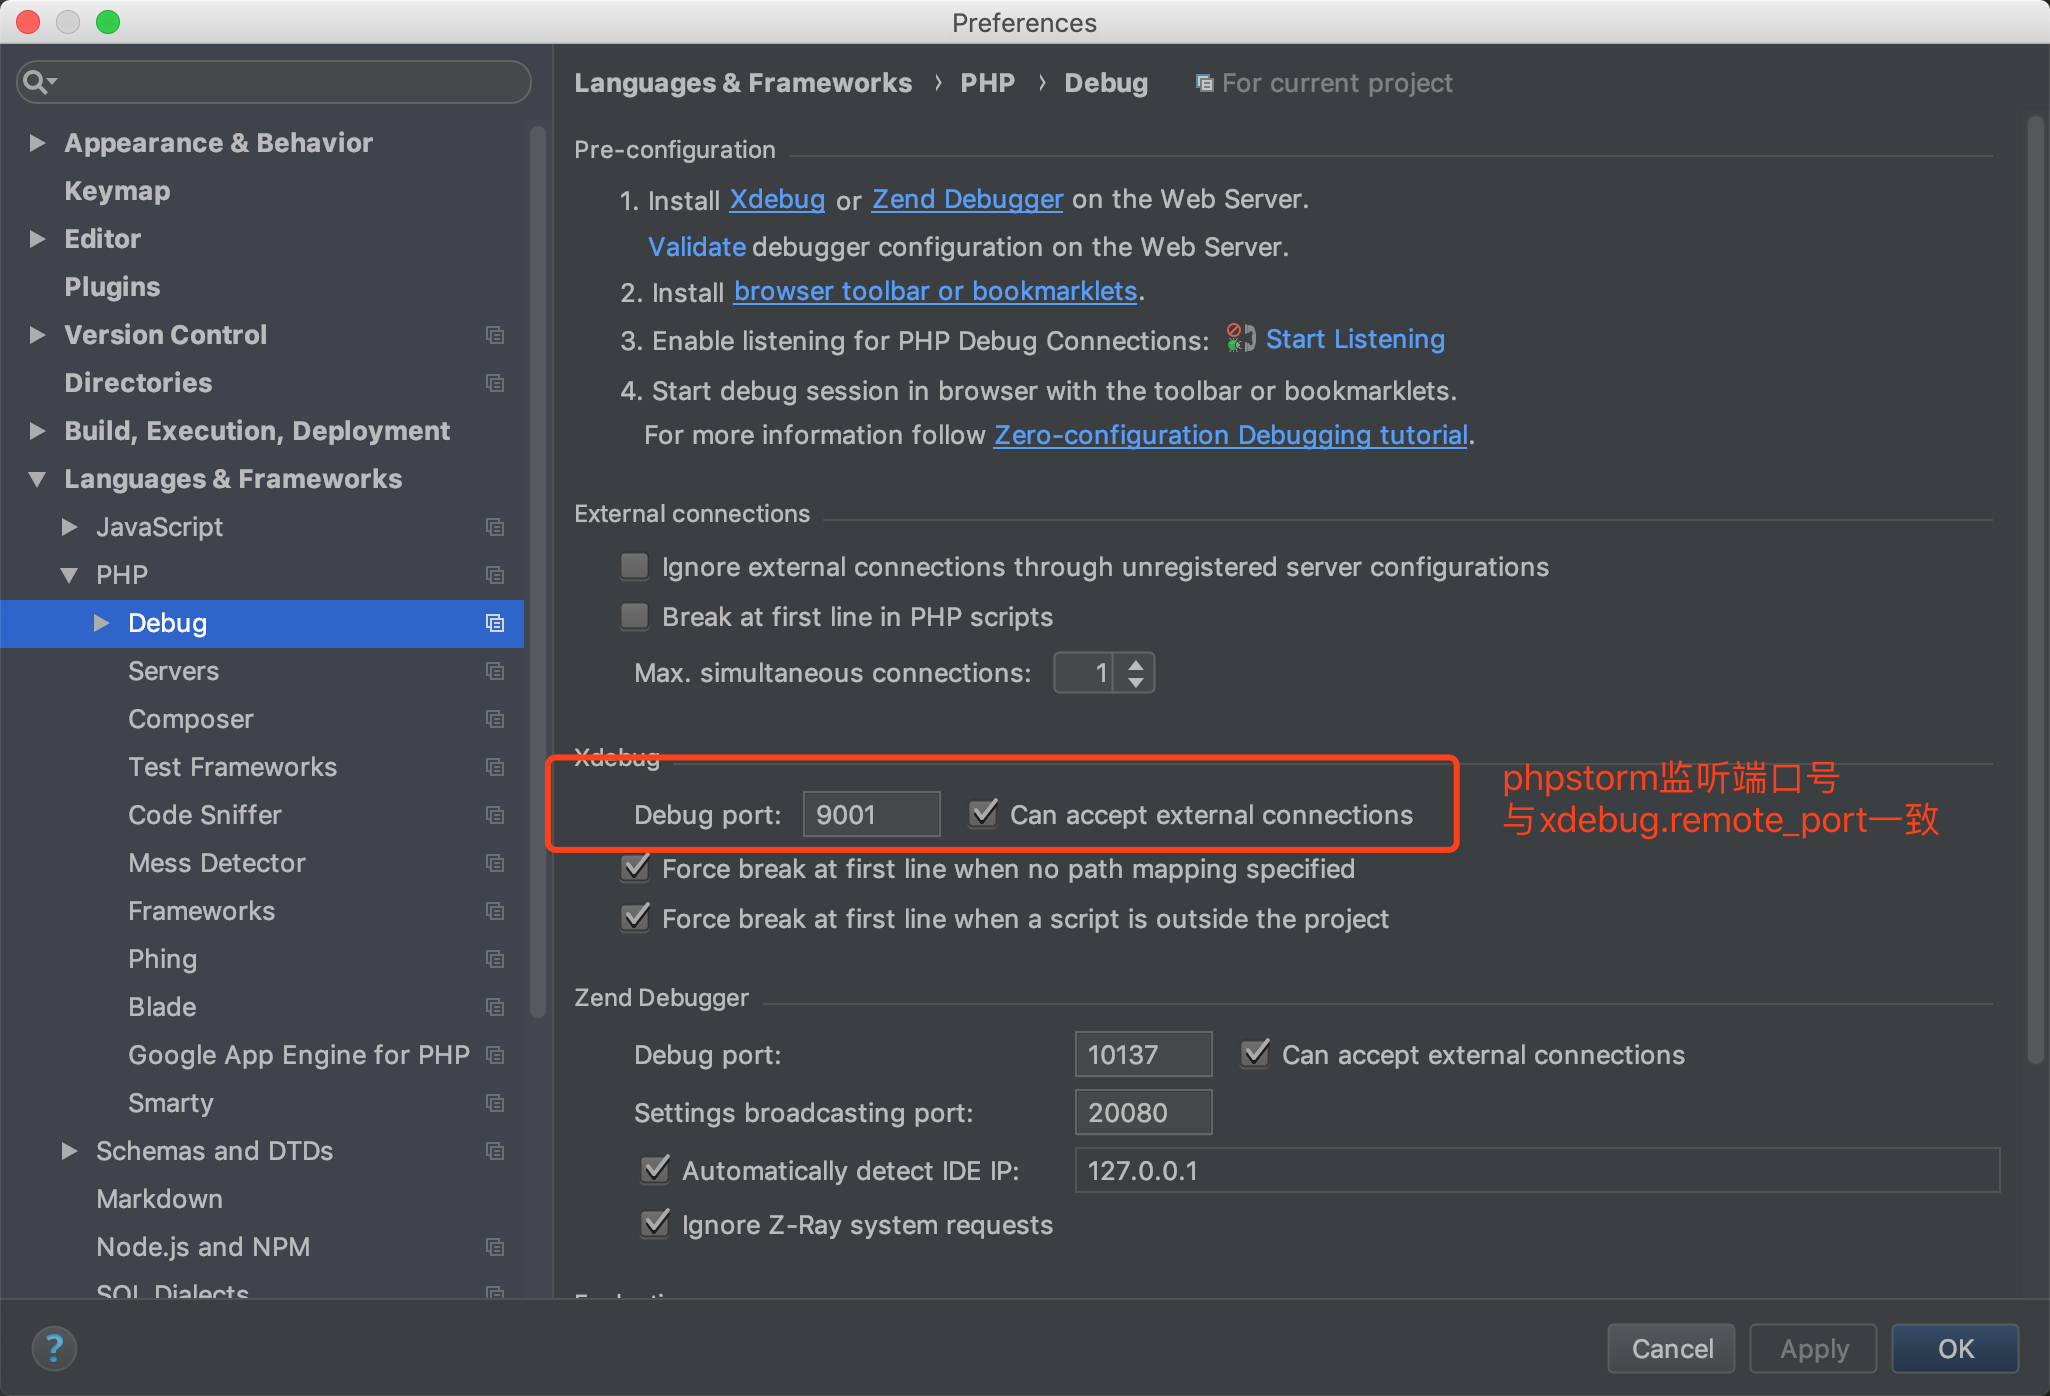 Preferences
Appearance & Behavior
Keymap
Editor
Plugins
Version Control
Directories
Build, Execution, Deployment
Languages & Frameworks
JavaScript
PHP
Debug
Servers
Composer
Test Frameworks
Code Sniffer
Mess Detector
Frameworks
Phing
Blade
Google App Engine for PHP
Smarty
Schemas and DTDs
Markdown
Node.js and NPM
SQL Dialects
Languages & Frameworks › PHP › Debug For current project
Pre-configuration
1. Install Xdebug or Zend Debugger on the Web Server.
Validate debugger configuration on the Web Server.
2. Install browser toolbar or bookmarklets.
3. Enable listening for PHP Debug Connections: Start Listening
4. Start debug session in browser with the toolbar or bookmarklets.
For more information follow Zero-configuration Debugging tutorial.
External connections
Ignore external connections through unregistered server configurations
Break at first line in PHP scripts
Max. simultaneous connections: 1
Xdebug
Debug port: 9001 Can accept external connections
phpstorm监听端口号
与xdebug.remote_port一致
Force break at first line when no path mapping specified
Force break at first line when a script is outside the project
Zend Debugger
Debug port: 10137 Can accept external connections
Settings broadcasting port: 20080
Automatically detect IDE IP: 127.0.0.1
Ignore Z-Ray system requests
? Cancel Apply OK